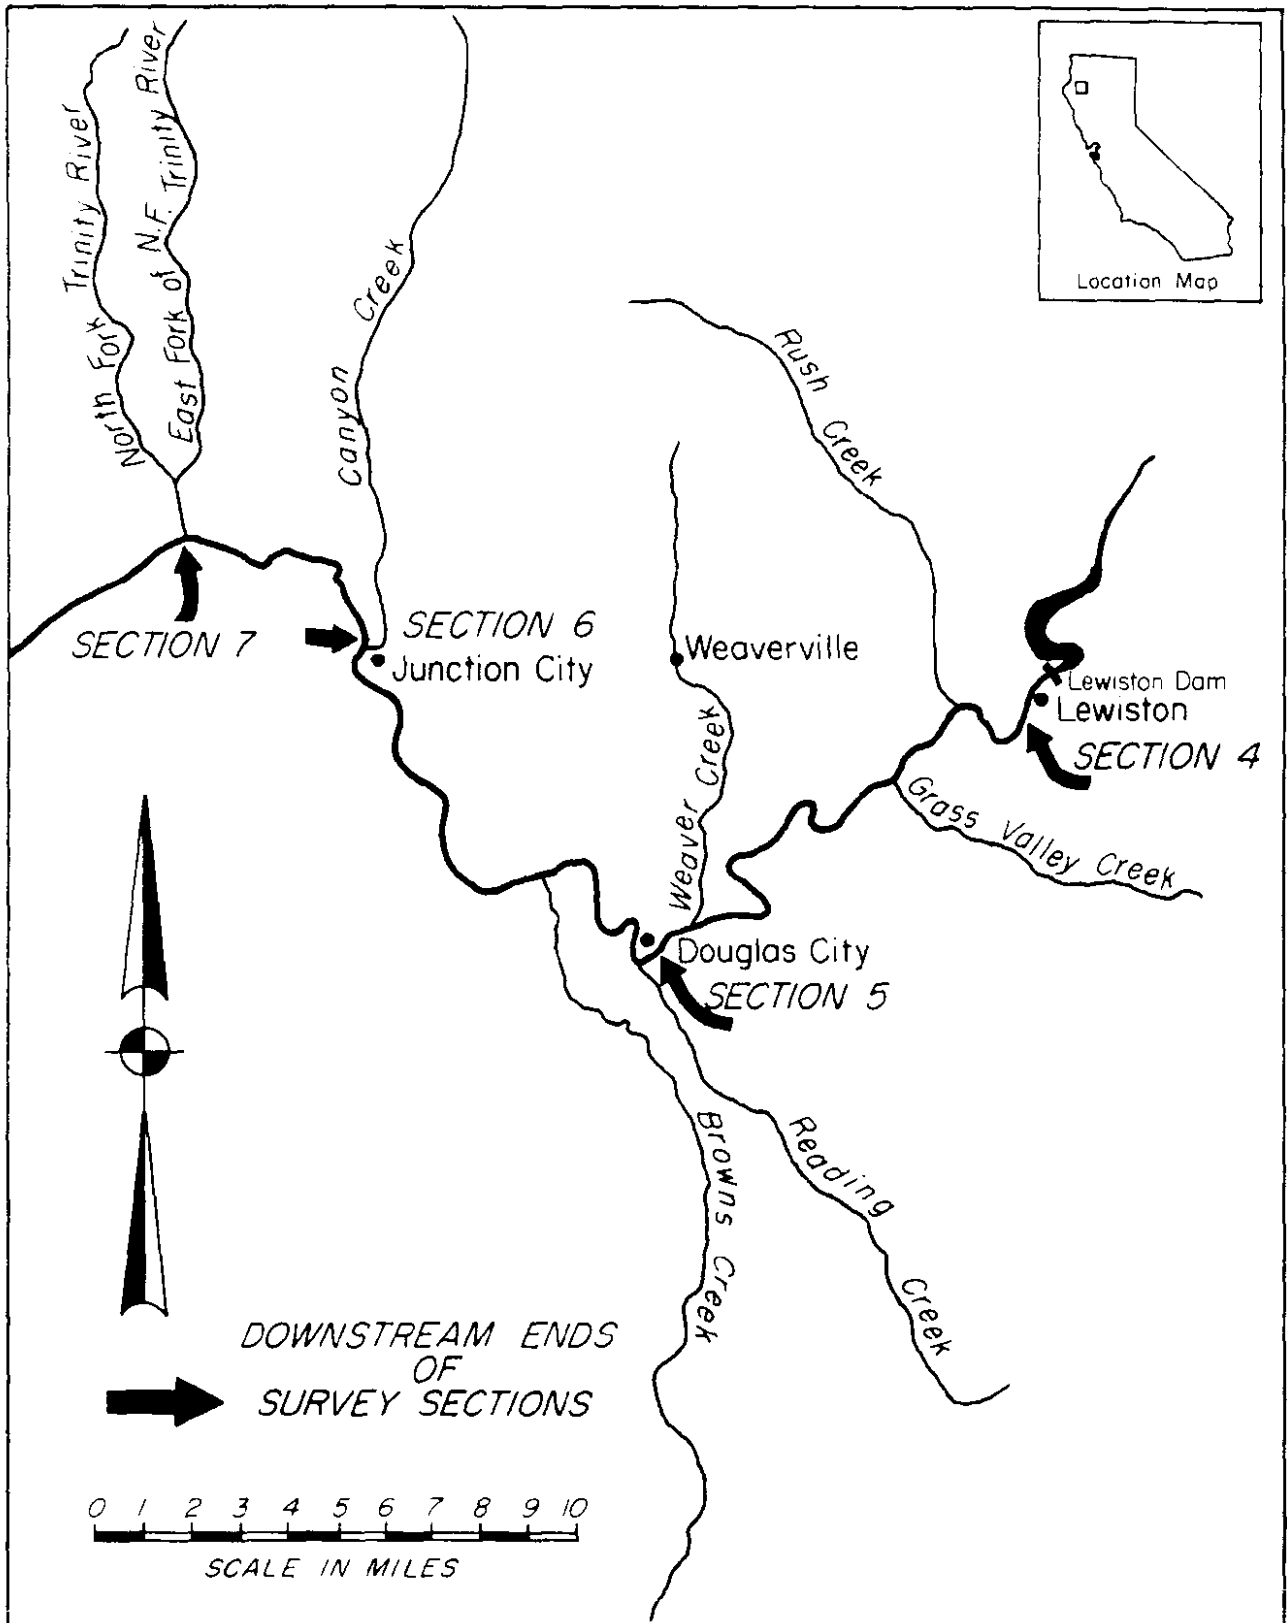 North Fork Trinity River
East Fork of N.F. Trinity River
Canyon Creek
Location Map
Rush Creek
SECTION 7
SECTION 6
Junction City
Weaverville
Weaver Creek
Lewiston Dam
Lewiston
SECTION 4
Grass Valley Creek
Douglas City
SECTION 5
Browns Creek
Reading Creek
DOWNSTREAM ENDS
OF
SURVEY SECTIONS
0 1 2 3 4 5 6 7 8 9 10
SCALE IN MILES